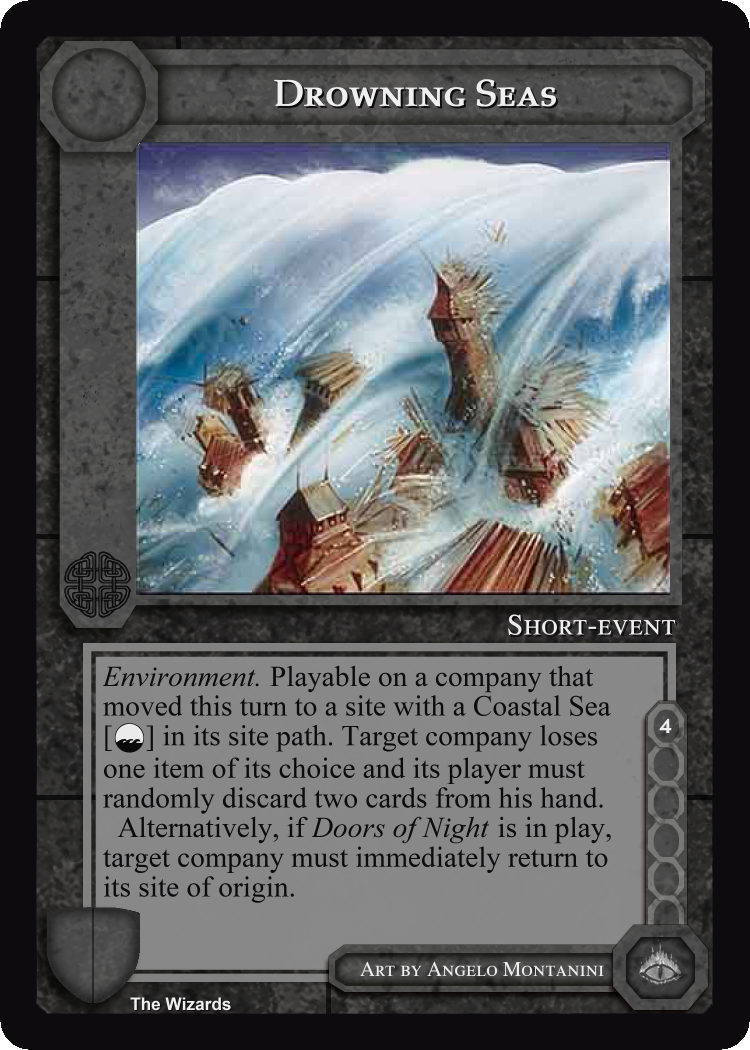 DROWNING SEAS
SHORT-EVENT
Environment. Playable on a company that
moved this turn to a site with a Coastal Sea
[ ] in its site path. Target company loses
one item of its choice and its player must
randomly discard two cards from his hand.
Alternatively, if Doors of Night is in play,
target company must immediately return to
its site of origin.
4
ART BY ANGELO MONTANINI
The Wizards